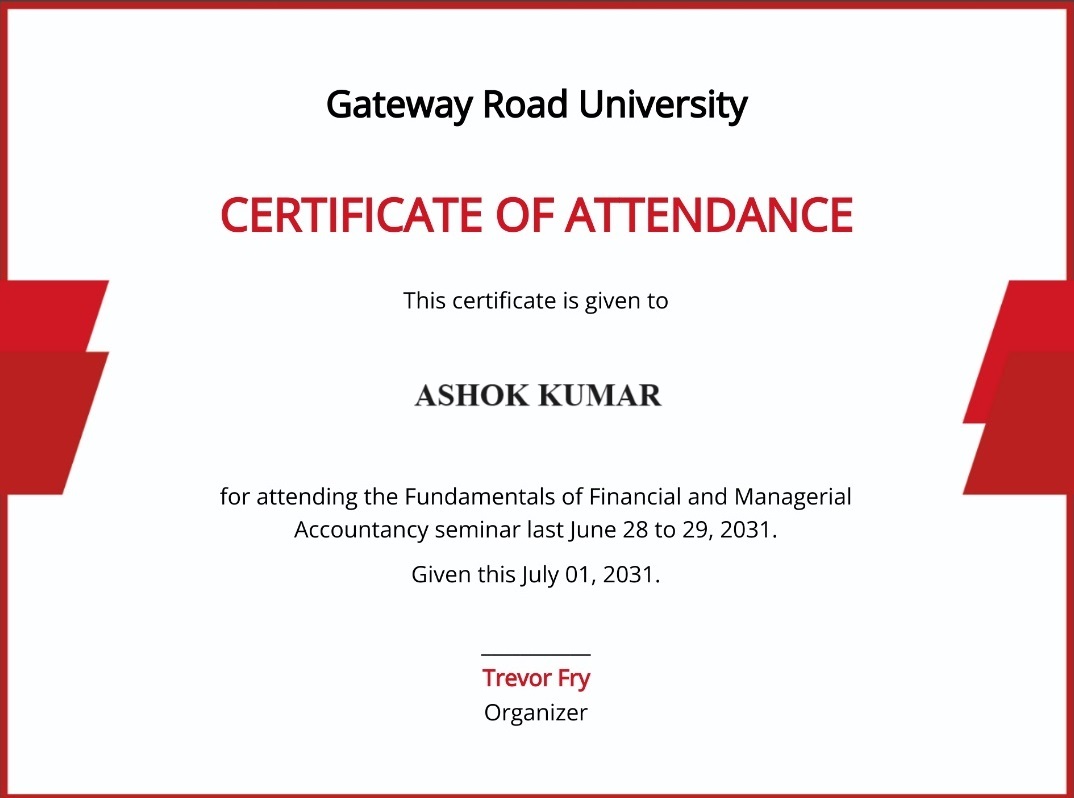 Gateway Road University
CERTIFICATE OF ATTENDANCE
This certificate is given to
ASHOK KUMAR
for attending the Fundamentals of Financial and Managerial
Accountancy seminar last June 28 to 29, 2031.
Given this July 01, 2031.
Trevor Fry
Organizer